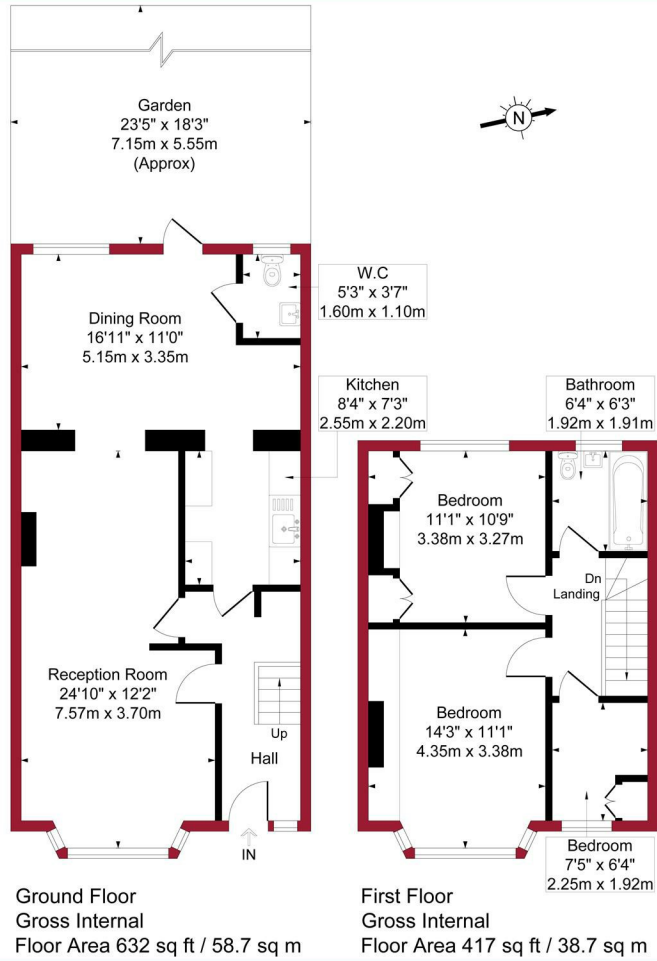 Garden
23'5" x 18'3"
7.15m x 5.55m
(Approx)
N
W.C
5'3" x 3'7"
1.60m x 1.10m
Dining Room
16'11" x 11'0"
5.15m x 3.35m
Kitchen
8'4" x 7'3"
2.55m x 2.20m
Bathroom
6'4" x 6'3"
1.92m x 1.91m
Bedroom
11'1" x 10'9"
3.38m x 3.27m
Dn
Landing
Reception Room
24'10" x 12'2"
7.57m x 3.70m
Up
Hall
IN
Bedroom
14'3" x 11'1"
4.35m x 3.38m
Bedroom
7'5" x 6'4"
2.25m x 1.92m
Ground Floor
Gross Internal
Floor Area 632 sq ft / 58.7 sq m
First Floor
Gross Internal
Floor Area 417 sq ft / 38.7 sq m